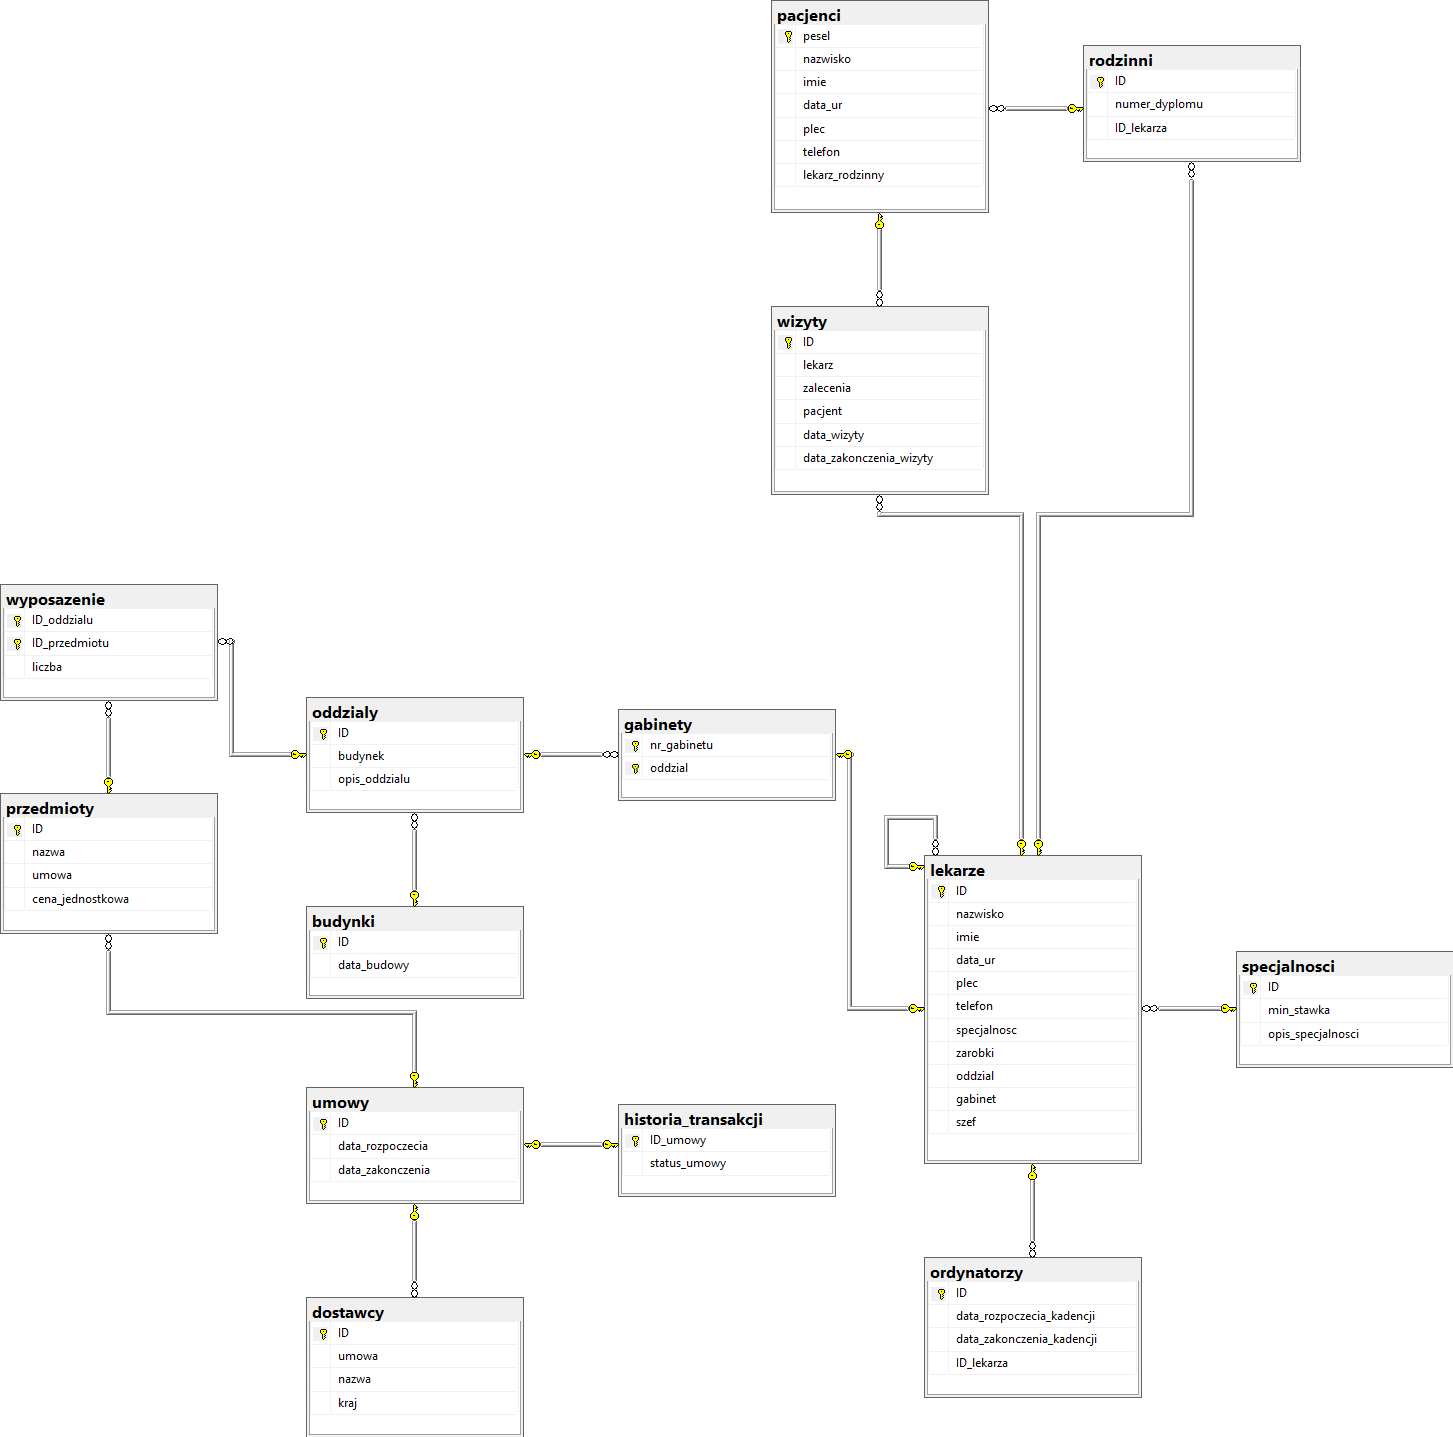 pacjenci
pesel
nazwisko
imie
data_ur
plec
telefon
lekarz_rodzinny
rodzinni
ID
numer_dyplomu
ID_lekarza
wizyty
ID
lekarz
zalecenia
pacjent
data_wizyty
data_zakonczenia_wizyty
wyposazenie
ID_oddzialu
ID_przedmiotu
liczba
oddzialy
ID
budynek
opis_oddzialu
gabinety
nr_gabinetu
oddzial
przedmioty
ID
nazwa
umowa
cena_jednostkowa
budynki
ID
data_budowy
lekarze
ID
nazwisko
imie
data_ur
plec
telefon
specjalnosc
zarobki
oddzial
gabinet
szef
specjalnosci
ID
min_stawka
opis_specjalnosci
umowy
ID
data_rozpoczecia
data_zakonczenia
historia_transakcji
ID_umowy
status_umowy
ordynatorzy
ID
data_rozpoczecia_kadencji
data_zakonczenia_kadencji
ID_lekarza
dostawcy
ID
umowa
nazwa
kraj